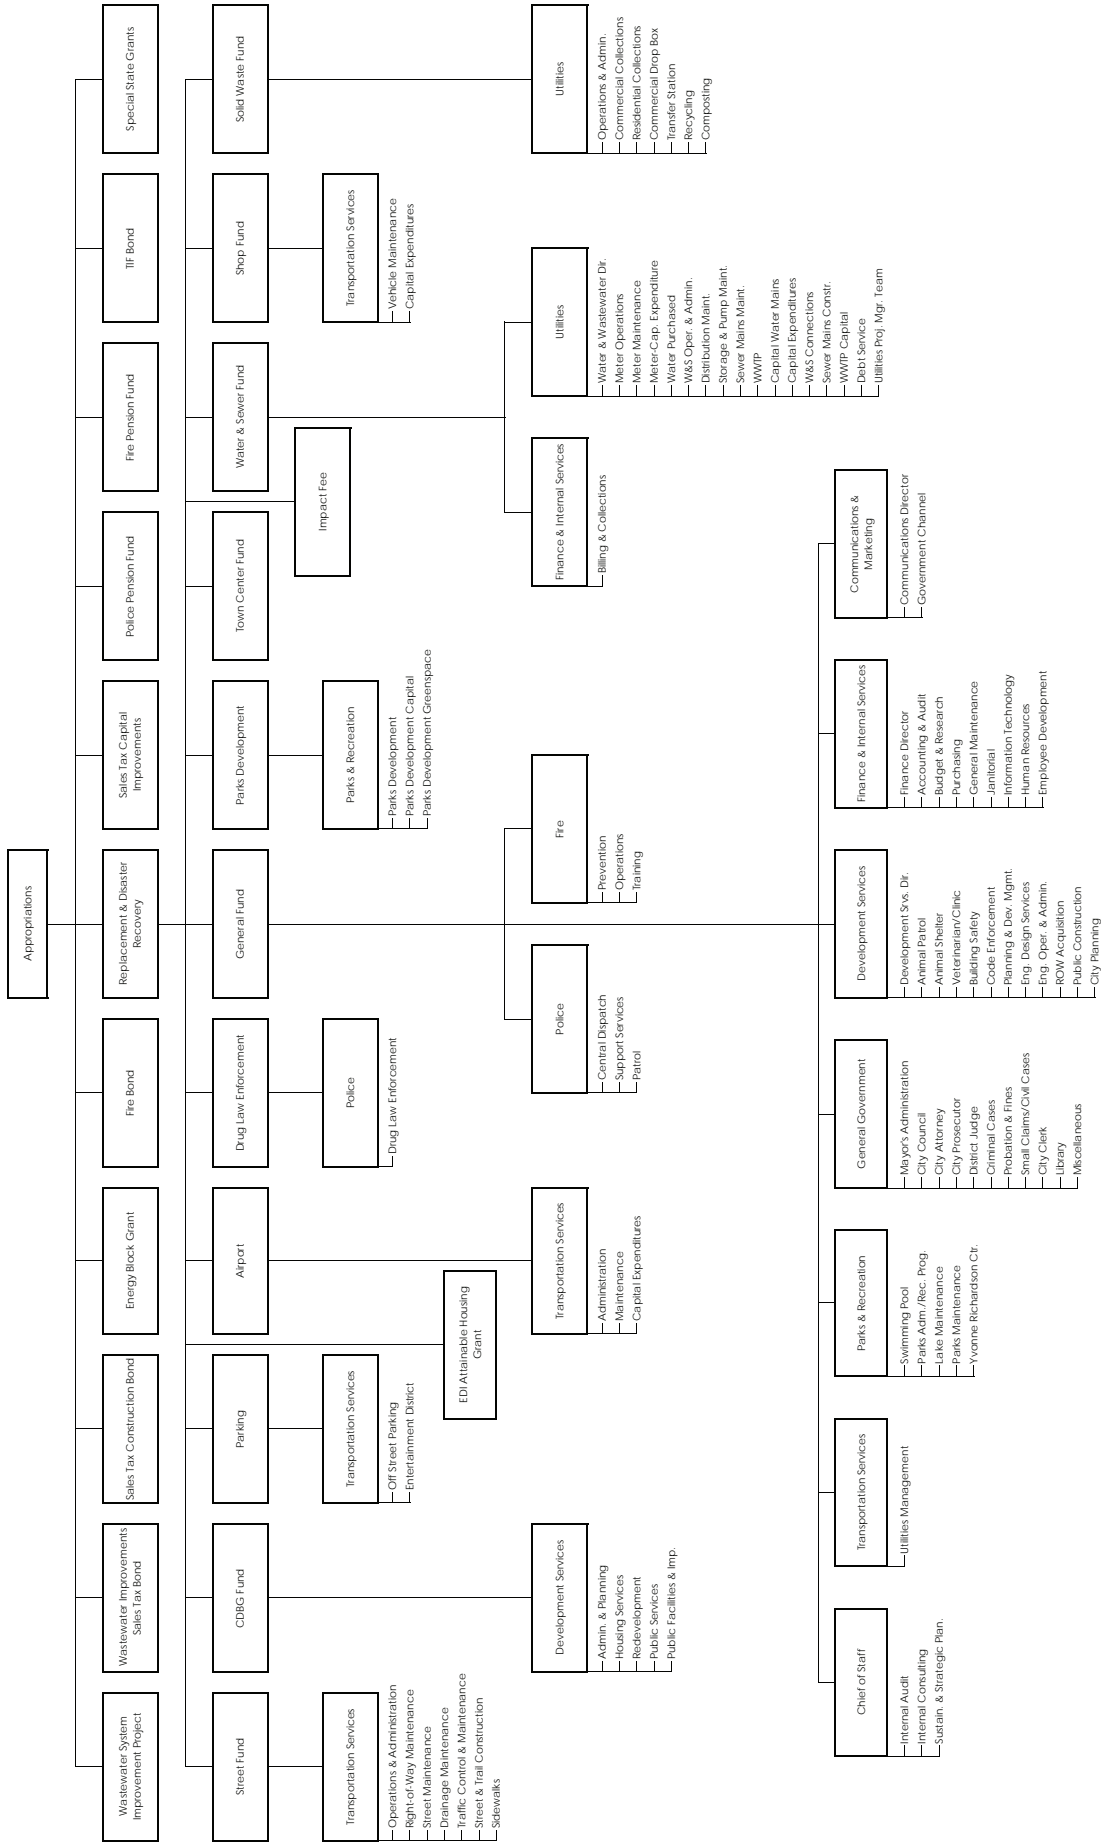 Appropriations
Wastewater System
Improvement Project
Wastewater Improvements
Sales Tax Bond
Sales Tax Construction Bond
Energy Block Grant
Fire Bond
Replacement & Disaster
Recovery
Sales Tax Capital
Improvements
Police Pension Fund
Fire Pension Fund
TIF Bond
Special State Grants
Street Fund
CDBG Fund
Parking
Airport
Drug Law Enforcement
General Fund
Parks Development
Town Center Fund
Water & Sewer Fund
Shop Fund
Solid Waste Fund
Impact Fee
Transportation Services
Operations & Administration
Right-of-Way Maintenance
Street Maintenance
Drainage Maintenance
Traffic Control & Maintenance
Street & Trail Construction
Sidewalks
Transportation Services
Off Street Parking
Entertainment District
Police
Drug Law Enforcement
Parks & Recreation
Parks Development
Parks Development Capital
Parks Development Greenspace
Transportation Services
Vehicle Maintenance
Capital Expenditures
EDI Attainable Housing
Grant
Development Services
Admin. & Planning
Housing Services
Redevelopment
Public Services
Public Facilities & Imp.
Transportation Services
Administration
Maintenance
Capital Expenditures
Police
Central Dispatch
Support Services
Patrol
Fire
Prevention
Operations
Training
Finance & Internal Services
Billing & Collections
Utilities
Water & Wastewater Dir.
Meter Operations
Meter Maintenance
Meter-Cap. Expenditure
Water Purchased
W&S Oper. & Admin.
Distribution Maint.
Storage & Pump Maint.
Sewer Mains Maint.
WWTP
Capital Water Mains
Capital Expenditures
W&S Connections
Sewer Mains Constr.
WWTP Capital
Debt Service
Utilities Proj. Mgr. Team
Utilities
Operations & Admin.
Commercial Collections
Residential Collections
Commercial Drop Box
Transfer Station
Recycling
Composting
Chief of Staff
Internal Audit
Internal Consulting
Sustain. & Strategic Plan.
Transportation Services
Utilities Management
Parks & Recreation
Swimming Pool
Parks Adm./Rec. Prog.
Lake Maintenance
Parks Maintenance
Yvonne Richardson Ctr.
General Government
Mayor's Administration
City Council
City Attorney
City Prosecutor
District Judge
Criminal Cases
Probation & Fines
Small Claims/Civil Cases
City Clerk
Library
Miscellaneous
Development Services
Development Srvs. Dir.
Animal Patrol
Animal Shelter
Veterinarian/Clinic
Building Safety
Code Enforcement
Planning & Dev. Mgmt.
Eng. Design Services
Eng. Oper. & Admin.
ROW Acquisition
Public Construction
City Planning
Finance & Internal Services
Finance Director
Accounting & Audit
Budget & Research
Purchasing
General Maintenance
Janitorial
Information Technology
Human Resources
Employee Development
Communications &
Marketing
Communications Director
Government Channel